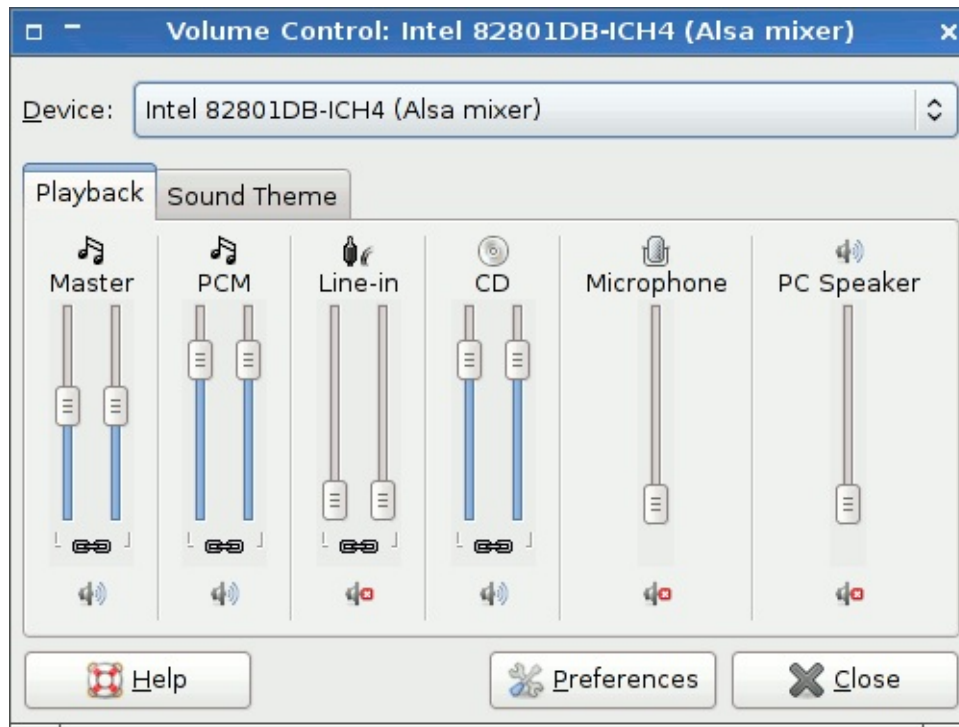 Volume Control: Intel 82801DB-ICH4 (Alsa mixer)
Device: Intel 82801DB-ICH4 (Alsa mixer)
Playback Sound Theme
Master PCM Line-in CD Microphone PC Speaker
Help Preferences Close